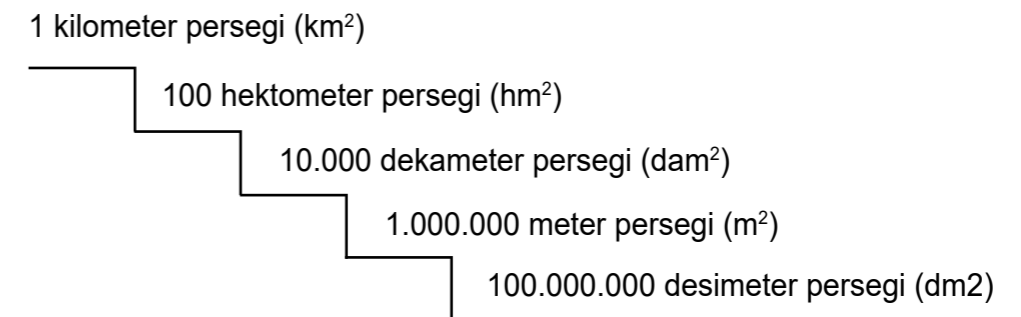 1 kilometer persegi (km²)
100 hektometer persegi (hm²)
10.000 dekameter persegi (dam²)
1.000.000 meter persegi (m²)
100.000.000 desimeter persegi (dm2)